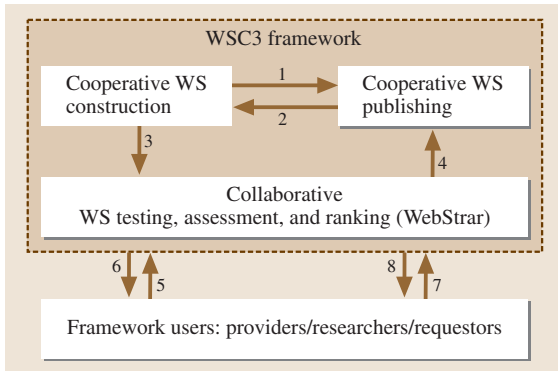 WSC3 framework
Cooperative WS
construction
1
2
Cooperative WS
publishing
3
4
Collaborative
WS testing, assessment, and ranking (WebStrar)
6
5
8
7
Framework users: providers/researchers/requestors